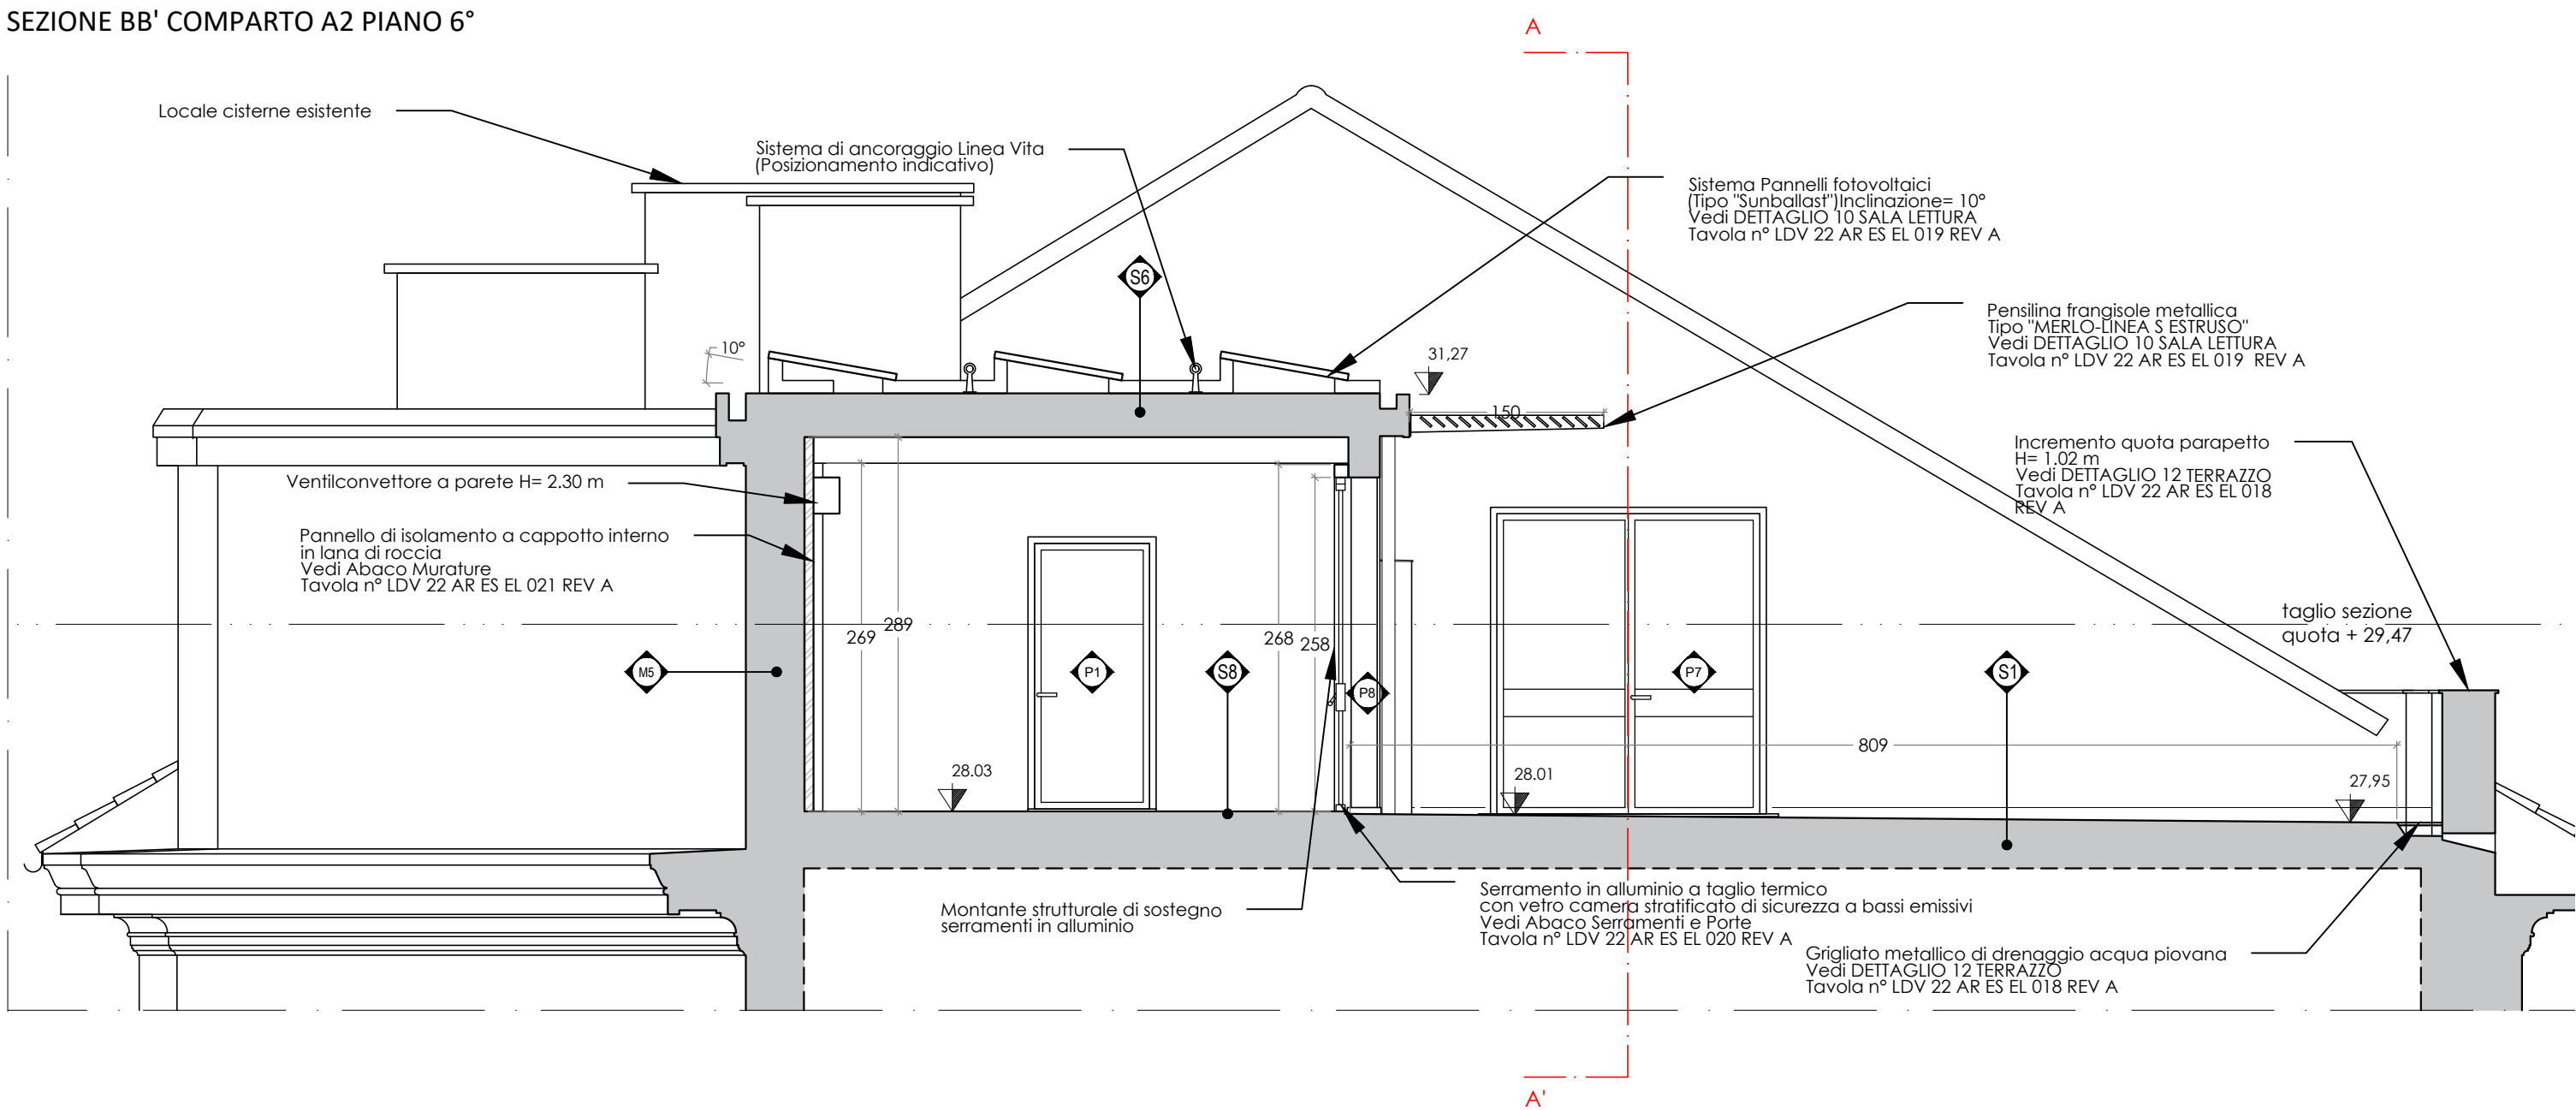 SEZIONE BB' COMPARTO A2 PIANO 6°
A
Locale cisterne esistente
Sistema di ancoraggio Linea Vita
(Posizionamento indicativo)
Sistema Pannelli fotovoltaici
(Tipo "Sunballast")Inclinazione= 10°
Vedi DETTAGLIO 10 SALA LETTURA
Tavola n° LDV 22 AR ES EL 019 REV A
S6
Pensilina frangisole metallica
Tipo "MERLO-LINEA S ESTRUSO"
Vedi DETTAGLIO 10 SALA LETTURA
Tavola n° LDV 22 AR ES EL 019 REV A
10°
31,27
150
Incremento quota parapetto
H= 1.02 m
Vedi DETTAGLIO 12 TERRAZZO
Tavola n° LDV 22 AR ES EL 018
REV A
Ventilconvettore a parete H= 2.30 m
Pannello di isolamento a cappotto interno
in lana di roccia
Vedi Abaco Murature
Tavola n° LDV 22 AR ES EL 021 REV A
269
289
268
258
taglio sezione
quota + 29,47
M5
P1
S8
P8
P7
S1
809
28.03
28.01
27,95
Montante strutturale di sostegno
serramenti in alluminio
Serramento in alluminio a taglio termico
con vetro camera stratificato di sicurezza a bassi emissivi
Vedi Abaco Serramenti e Porte
Tavola n° LDV 22 AR ES EL 020 REV A
Grigliato metallico di drenaggio acqua piovana
Vedi DETTAGLIO 12 TERRAZZO
Tavola n° LDV 22 AR ES EL 018 REV A
A'